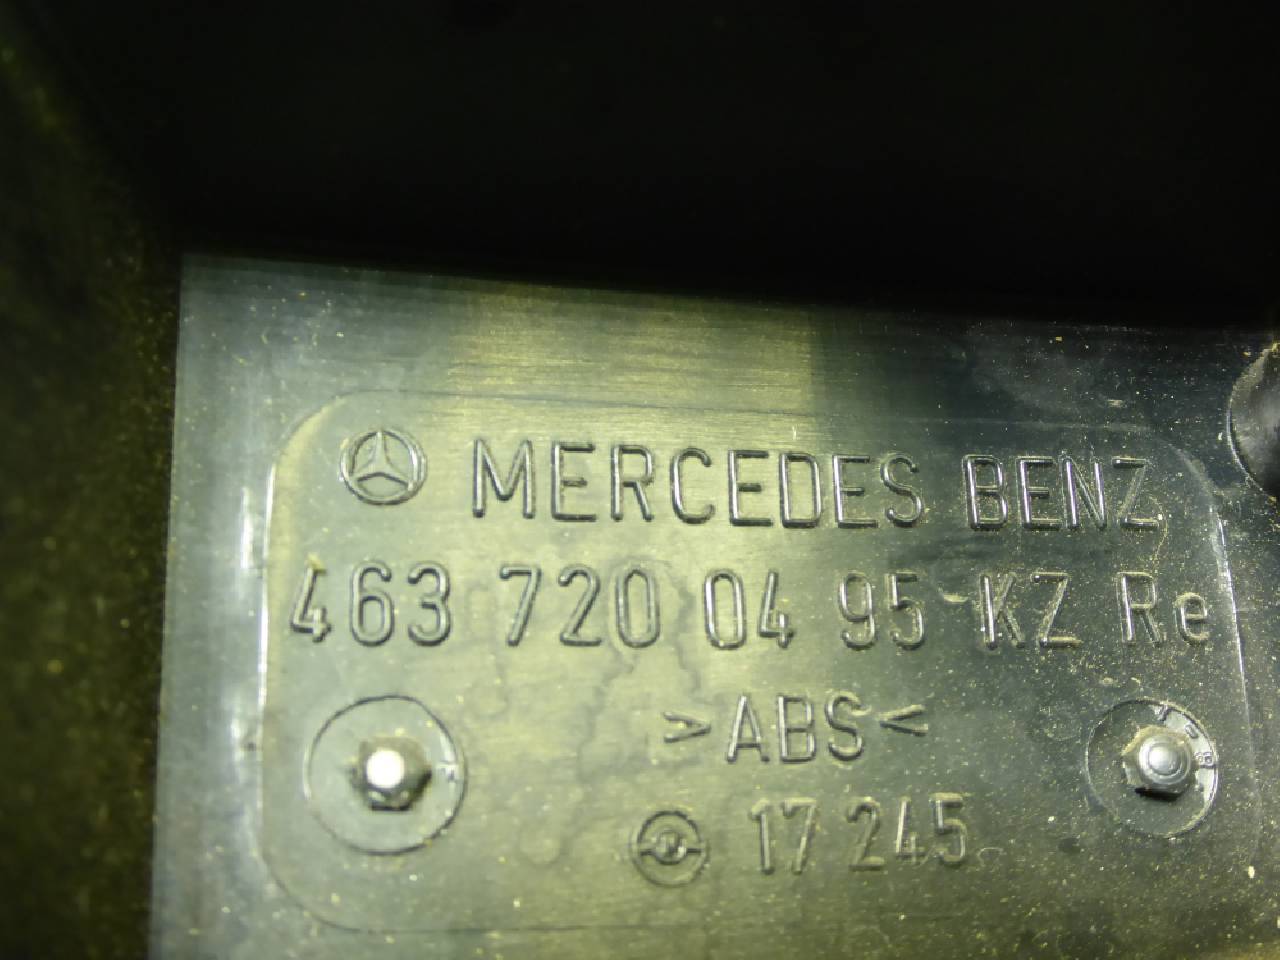 MERCEDES BENZ
463 720 04 95 KZ Re
>ABS<
17 245